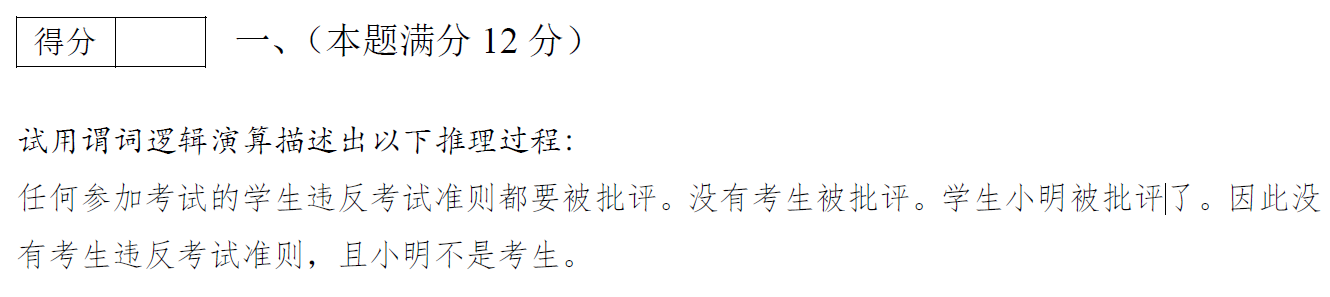 得分 一、（本题满分 12 分）
试用谓词逻辑演算描述出以下推理过程：
任何参加考试的学生违反考试准则都要被批评。没有考生被批评。学生小明被批评了。因此没
有考生违反考试准则，且小明不是考生。